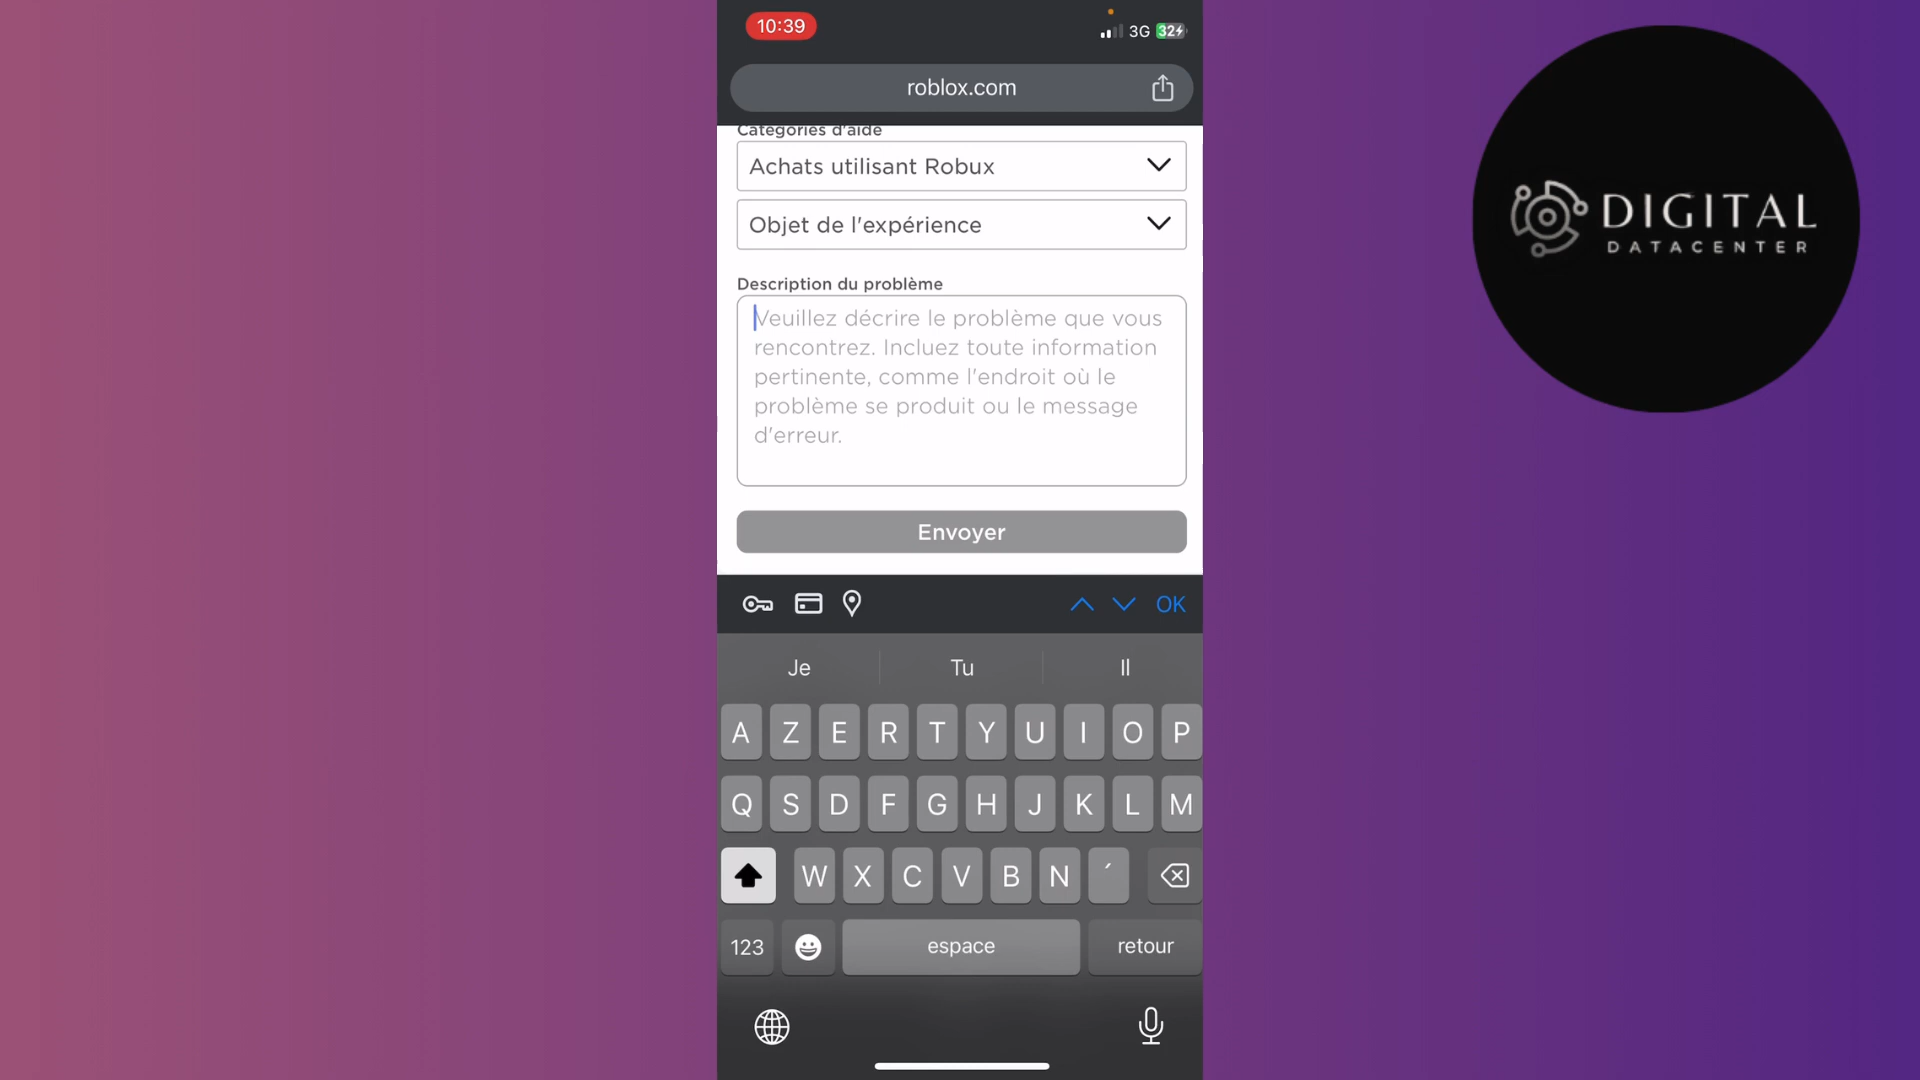 10:39
3G 32
roblox.com
Catégories d'aide
Achats utilisant Robux
Objet de l'expérience
Description du problème
Veuillez décrire le problème que vous
rencontrez. Incluez toute information
pertinente, comme l'endroit où le
problème se produit ou le message
d'erreur.
Envoyer
OK
Je Tu Il
A Z E R T Y U I O P
Q S D F G H J K L M
W X C V B N ´
123 espace retour
DIGITAL
DATACENTER